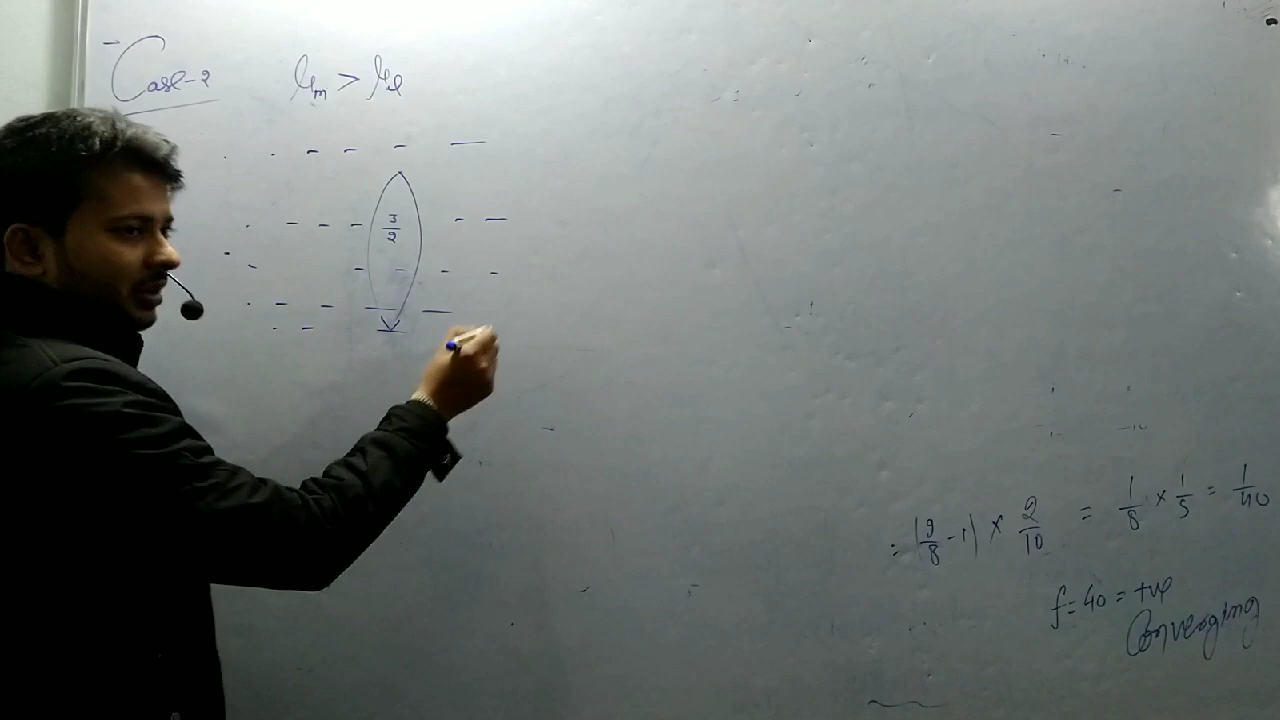 Case-2 μm > μl
3/2
= (9/8 - 1) × 2/10 = 1/8 × 1/5 = 1/40
f = 40 = +ve
Converging